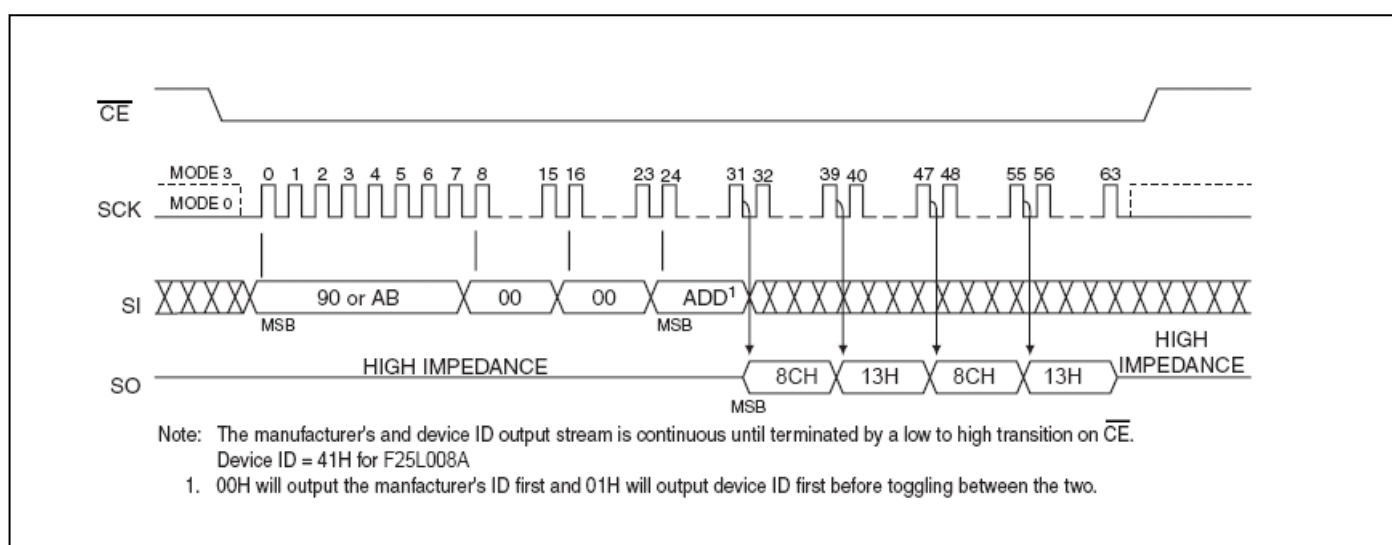 CE
MODE 3 0 1 2 3 4 5 6 7 8 15 16 23 24 31 32 39 40 47 48 55 56 63
SCK MODE 0
SI 90 or AB 00 00 ADD1
MSB MSB
HIGH IMPEDANCE HIGH IMPEDANCE
SO 8CH 13H 8CH 13H
MSB
Note: The manufacturer's and device ID output stream is continuous until terminated by a low to high transition on CE.
Device ID = 41H for F25L008A
1. 00H will output the manfacturer's ID first and 01H will output device ID first before toggling between the two.